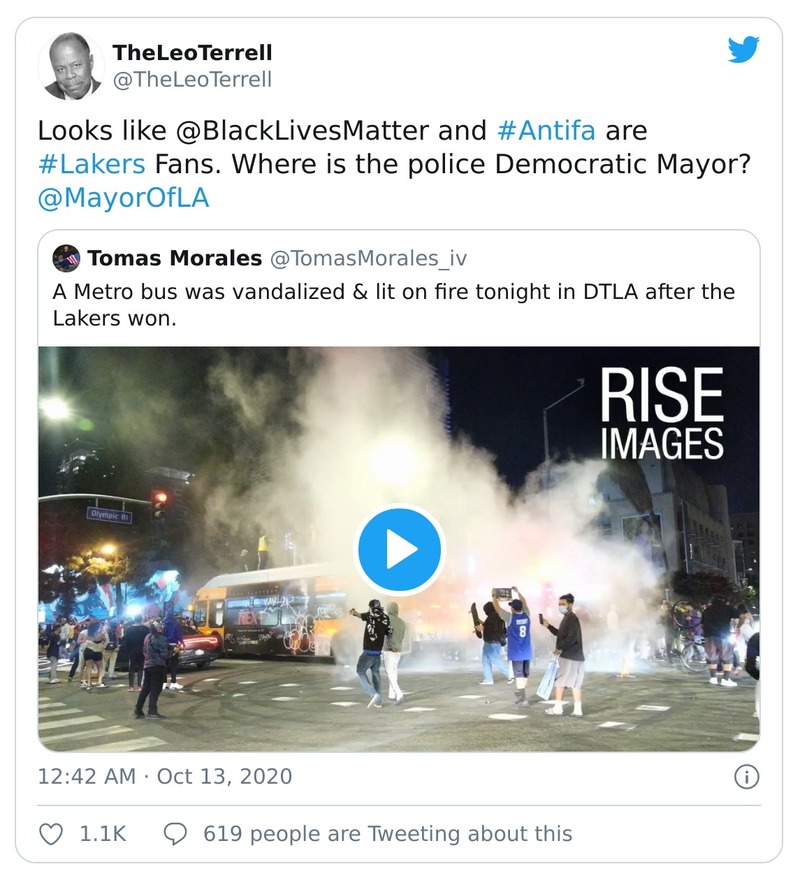 TheLeoTerrell
@TheLeoTerrell
Looks like @BlackLivesMatter and #Antifa are
#Lakers Fans. Where is the police Democratic Mayor?
@MayorOfLA
Tomas Morales @TomasMorales_iv
A Metro bus was vandalized & lit on fire tonight in DTLA after the
Lakers won.
RISE
IMAGES
Olympic Bl
8
12:42 AM · Oct 13, 2020
1.1K
619 people are Tweeting about this